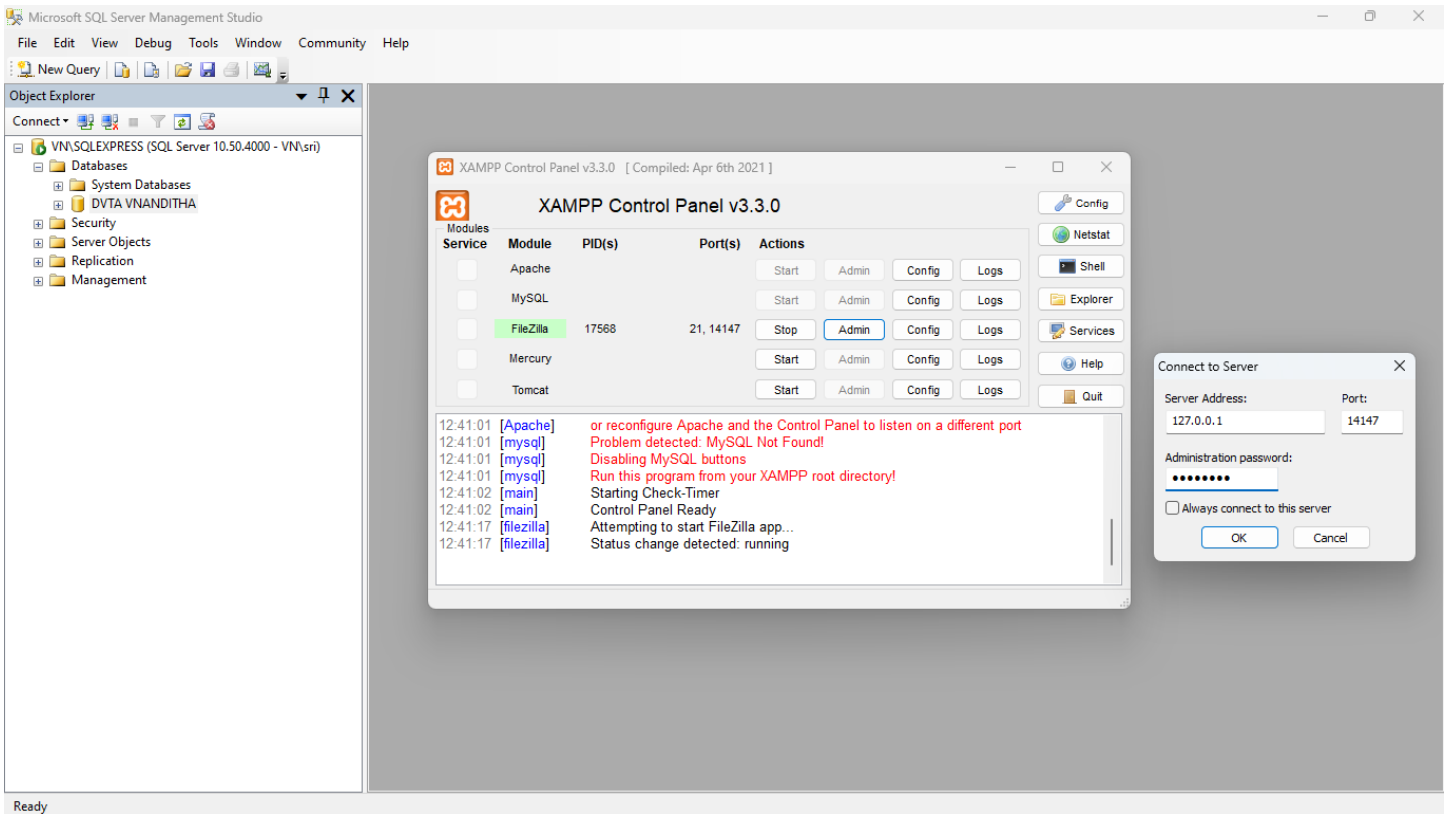 Microsoft SQL Server Management Studio
File Edit View Debug Tools Window Community Help
New Query
Object Explorer
Connect
VN\SQLEXPRESS (SQL Server 10.50.4000 - VN\sri)
Databases
System Databases
DVTA VNANDITHA
Security
Server Objects
Replication
Management
XAMPP Control Panel v3.3.0 [ Compiled: Apr 6th 2021 ]
XAMPP Control Panel v3.3.0
Modules
Service Module PID(s) Port(s) Actions
Apache Start Admin Config Logs
MySQL Start Admin Config Logs
FileZilla 17568 21, 14147 Stop Admin Config Logs
Mercury Start Admin Config Logs
Tomcat Start Admin Config Logs
Config
Netstat
Shell
Explorer
Services
Help
Quit
12:41:01 [Apache] or reconfigure Apache and the Control Panel to listen on a different port
12:41:01 [mysql] Problem detected: MySQL Not Found!
12:41:01 [mysql] Disabling MySQL buttons
12:41:01 [mysql] Run this program from your XAMPP root directory!
12:41:02 [main] Starting Check-Timer
12:41:02 [main] Control Panel Ready
12:41:17 [filezilla] Attempting to start FileZilla app...
12:41:17 [filezilla] Status change detected: running
Connect to Server
Server Address: Port:
127.0.0.1 14147
Administration password:
••••••••
Always connect to this server
OK Cancel
Ready